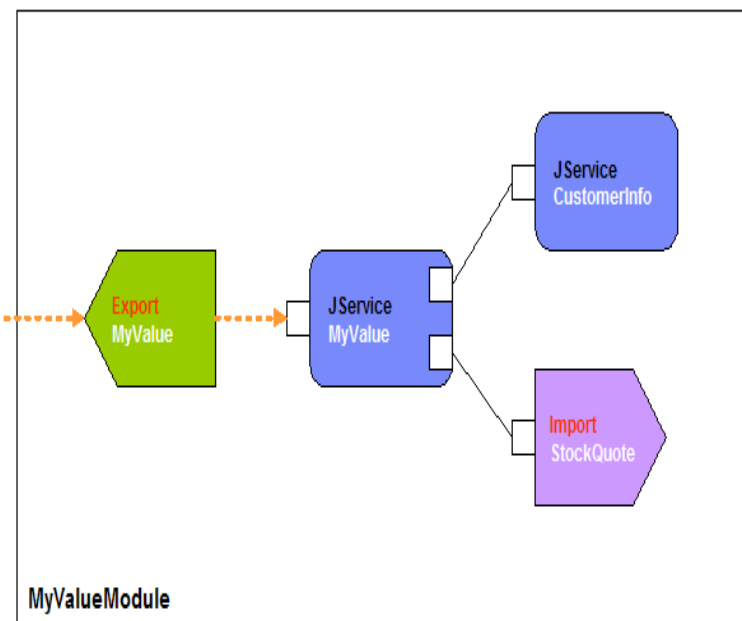 JService
CustomerInfo
Export
MyValue
JService
MyValue
Import
StockQuote
MyValueModule